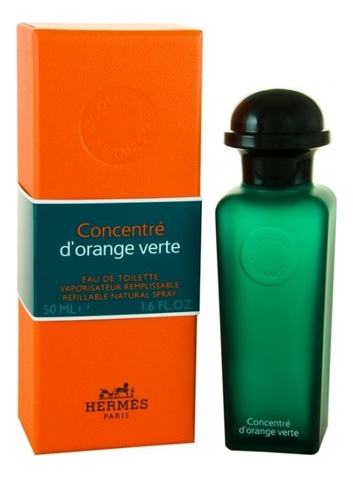 Concentré
d'orange verte
EAU DE TOILETTE
VAPORISATEUR REMPLISSABLE
REFILLABLE NATURAL SPRAY
50 ML ℮ 1.6 FL.OZ.
HERMÈS
PARIS
Concentré
d'orange verte